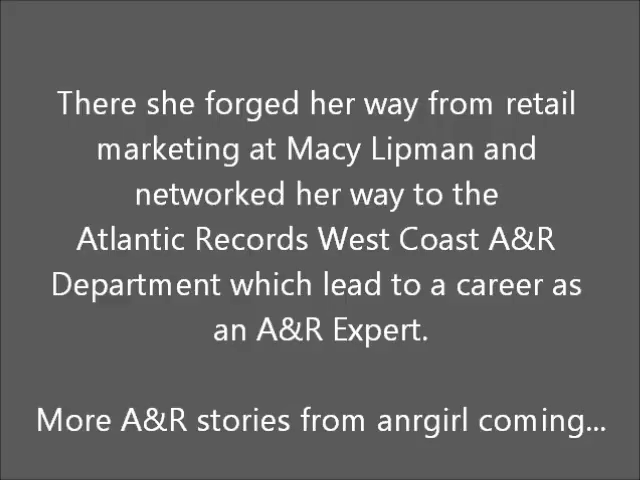 There she forged her way from retail
marketing at Macy Lipman and
networked her way to the
Atlantic Records West Coast A&R
Department which lead to a career as
an A&R Expert.
More A&R stories from anrgirl coming...